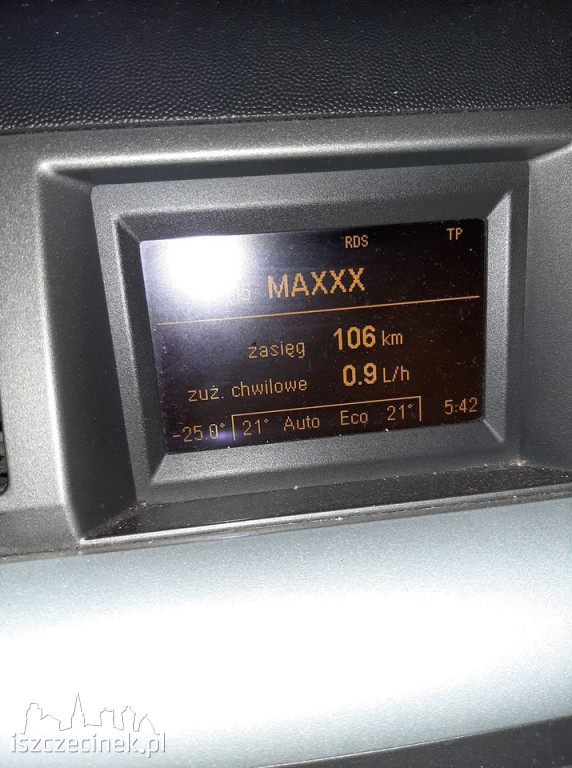 RDS TP
MAXXX
zasięg 106 km
zuż. chwilowe 0.9 L/h
-25.0° 21° Auto Eco 21° 5:42
iszczecinek.pl